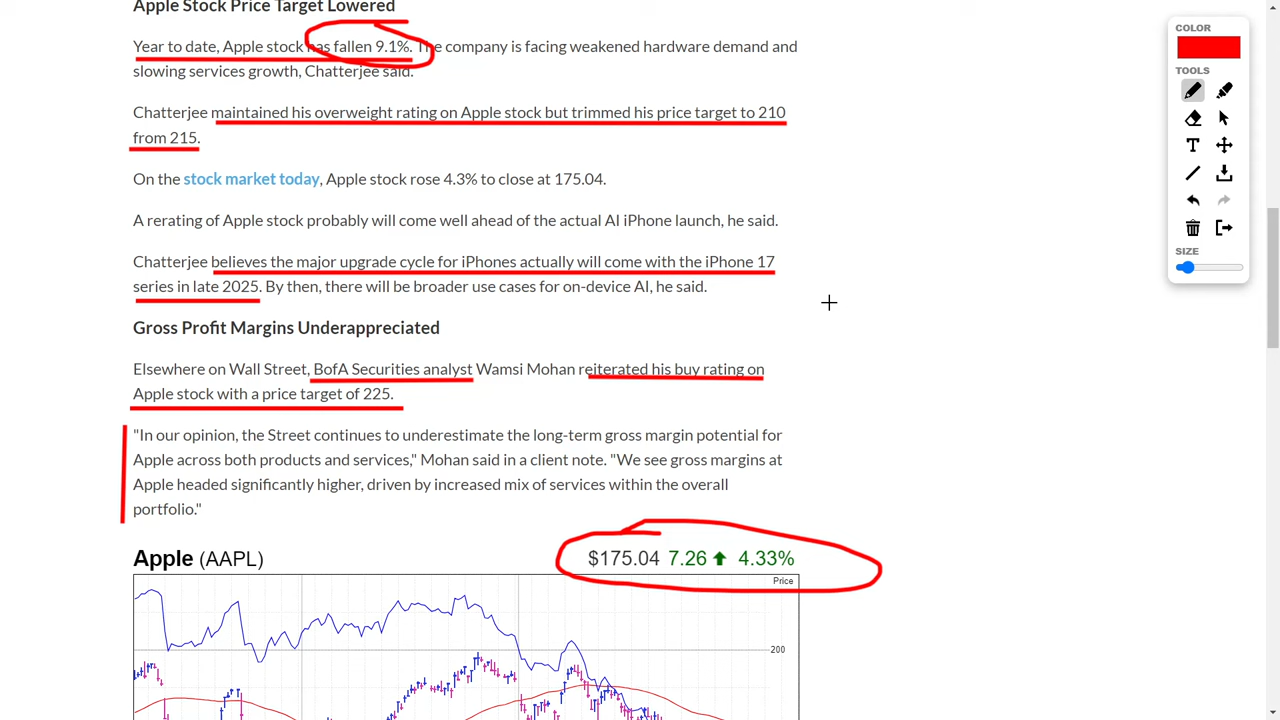 Apple Stock Price Target Lowered
Year to date, Apple stock has fallen 9.1%. The company is facing weakened hardware demand and
slowing services growth, Chatterjee said.
Chatterjee maintained his overweight rating on Apple stock but trimmed his price target to 210
from 215.
On the stock market today, Apple stock rose 4.3% to close at 175.04.
A rerating of Apple stock probably will come well ahead of the actual AI iPhone launch, he said.
Chatterjee believes the major upgrade cycle for iPhones actually will come with the iPhone 17
series in late 2025. By then, there will be broader use cases for on-device AI, he said.
Gross Profit Margins Underappreciated
Elsewhere on Wall Street, BofA Securities analyst Wamsi Mohan reiterated his buy rating on
Apple stock with a price target of 225.
"In our opinion, the Street continues to underestimate the long-term gross margin potential for
Apple across both products and services," Mohan said in a client note. "We see gross margins at
Apple headed significantly higher, driven by increased mix of services within the overall
portfolio."
Apple (AAPL) $175.04 7.26 4.33%
Price
200
COLOR
TOOLS
T
SIZE